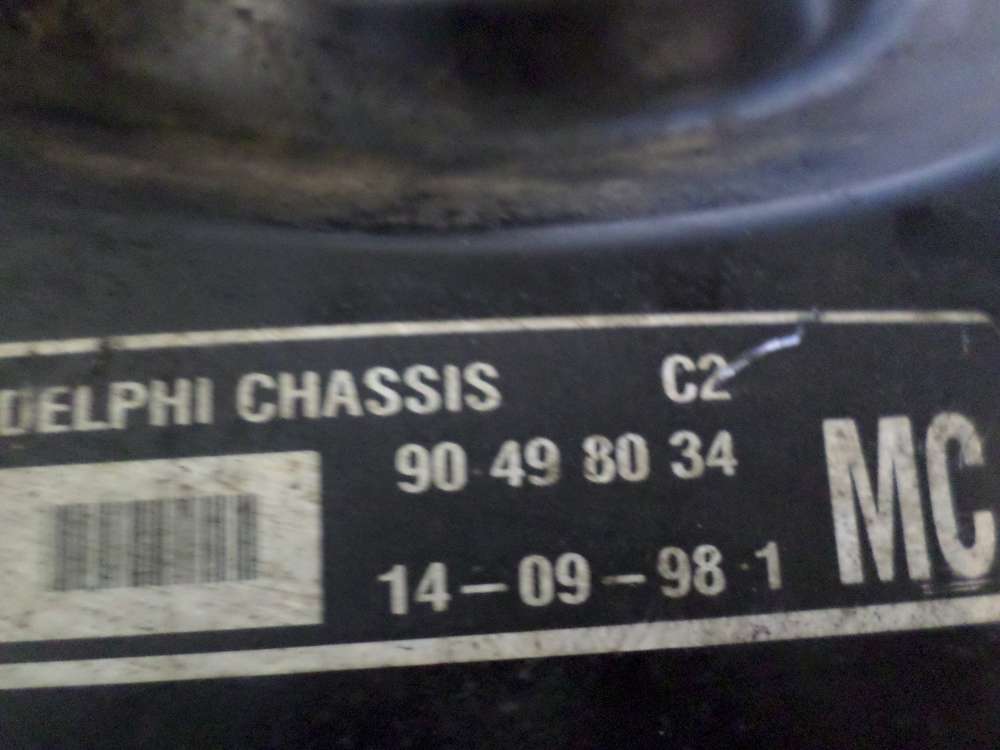 DELPHI CHASSIS C2
90 49 80 34
MC
14-09-98 1